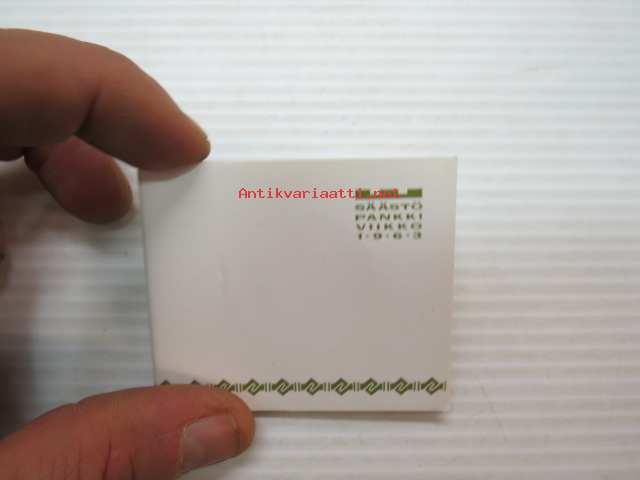 Antikvariaatti.net
SÄÄSTÖ
PANKKI
VIIKKO
1·9·6·3